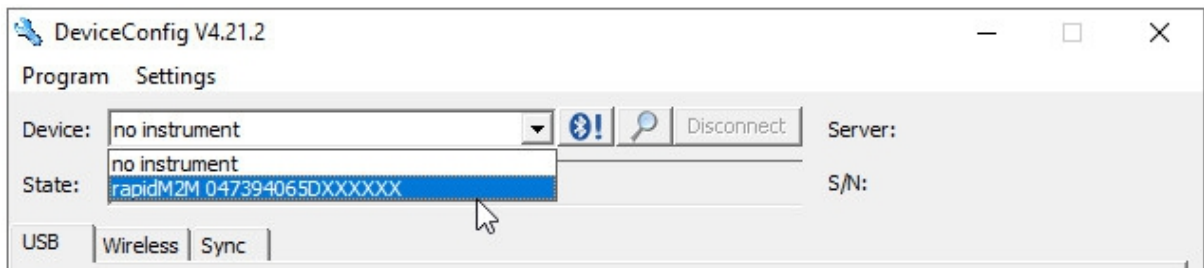 DeviceConfig V4.21.2
Program Settings
Device: no instrument Disconnect Server:
no instrument
State: rapidM2M 047394065DXXXXXX S/N:
USB Wireless Sync